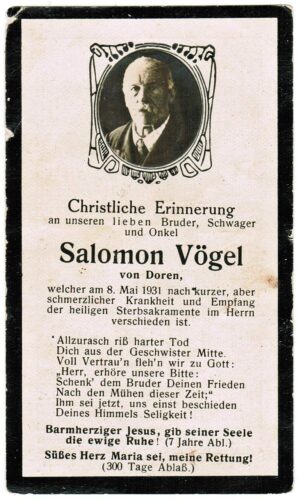 Christliche Erinnerung
an unseren lieben Bruder, Schwager
und Onkel
Salomon Vögel
von Doren,
welcher am 8. Mai 1931 nach kurzer, aber
schmerzlicher Krankheit und Empfang
der heiligen Sterbsakramente im Herrn
verschieden ist.
Allzurasch riß harter Tod
Dich aus der Geschwister Mitte.
Voll Vertrau'n fleh'n wir zu Gott:
„Herr, erhöre unsere Bitte:
Schenk' dem Bruder Deinen Frieden
Nach den Mühen dieser Zeit;"
Ihm sei jetzt, uns einst beschieden
Deines Himmels Seligkeit!
Barmherziger Jesus, gib seiner Seele
die ewige Ruhe! (7 Jahre Abl.)
Süßes Herz Maria sei, meine Rettung!
(300 Tage Ablaß.)